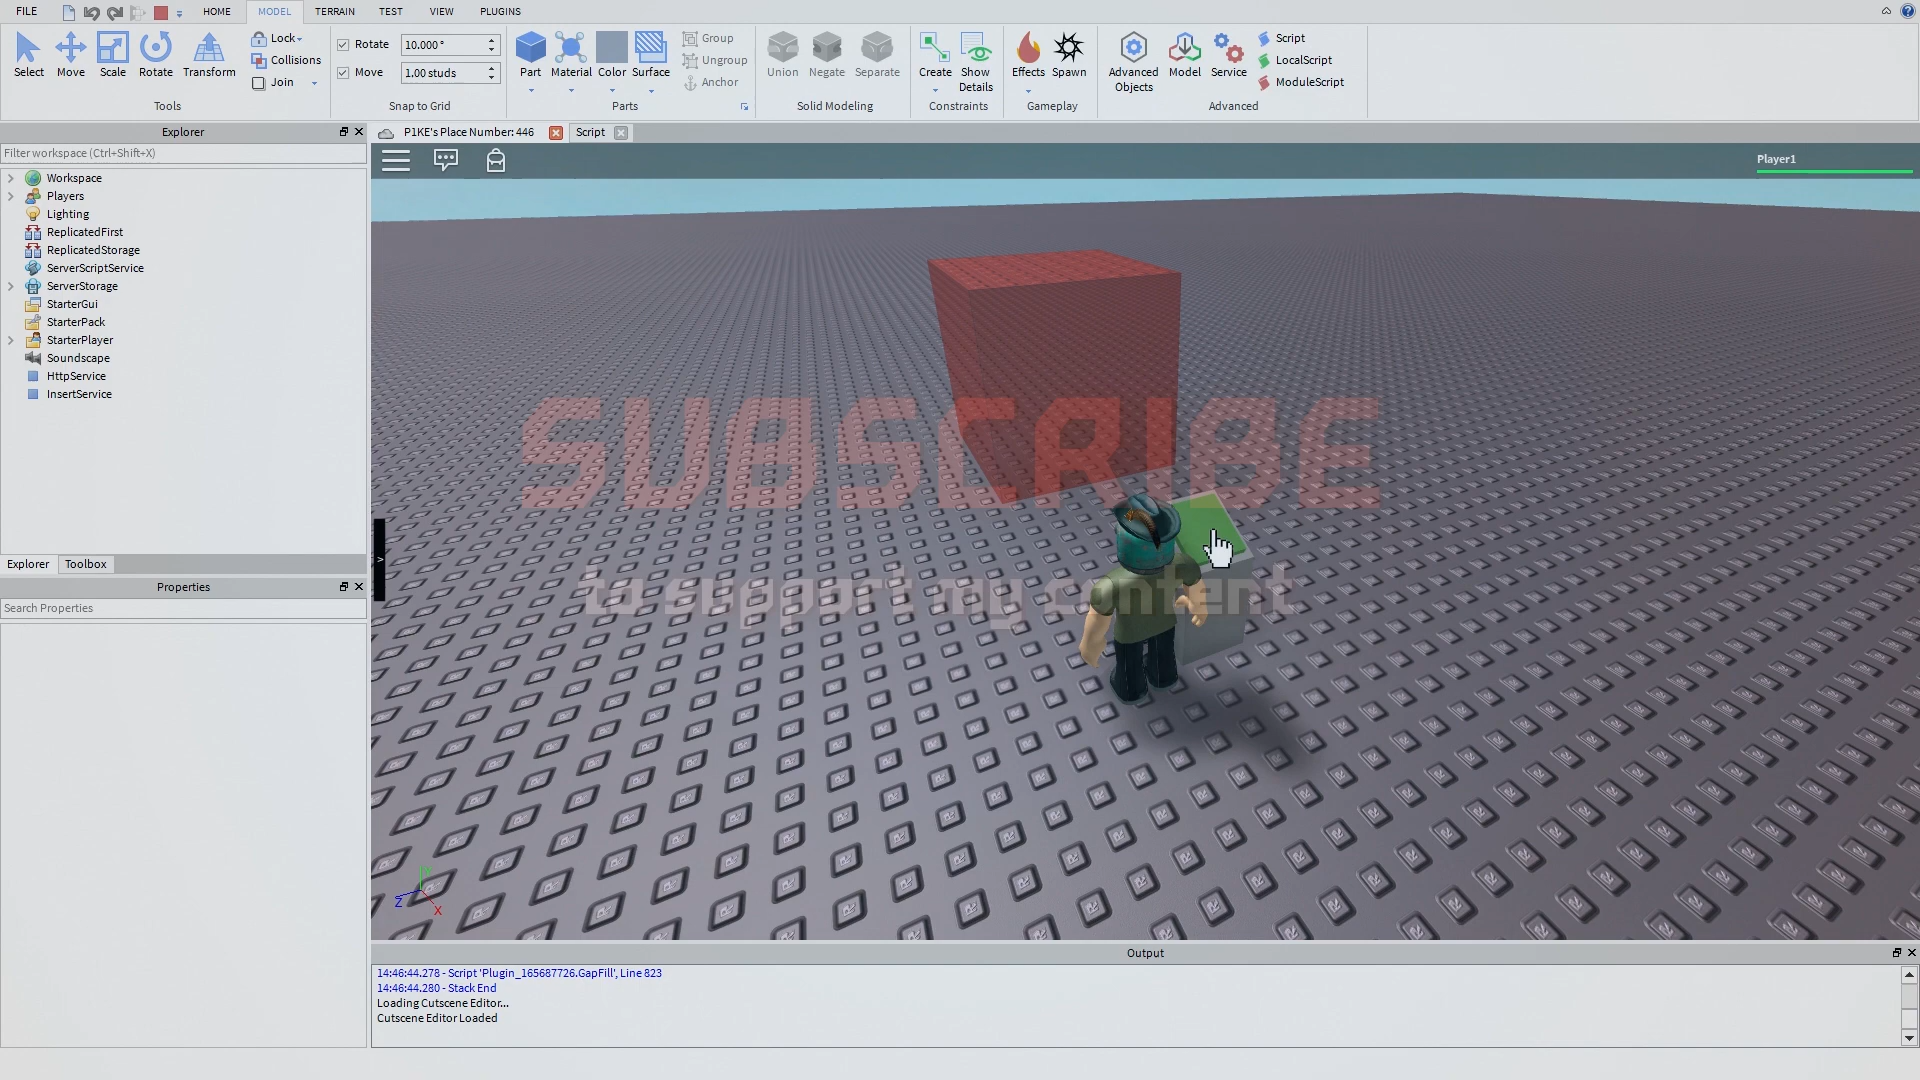 FILE HOME MODEL TERRAIN TEST VIEW PLUGINS
Select Move Scale Rotate Transform
Lock
Collisions
Join
Tools
Rotate 10.000 °
Move 1.00 studs
Snap to Grid
Part Material Color Surface
Group
Ungroup
Anchor
Parts
Union Negate Separate
Solid Modeling
Create Show Details
Constraints
Effects Spawn
Gameplay
Advanced Objects Model Service
Script
LocalScript
ModuleScript
Advanced
Explorer
Filter workspace (Ctrl+Shift+X)
Workspace
Players
Lighting
ReplicatedFirst
ReplicatedStorage
ServerScriptService
ServerStorage
StarterGui
StarterPack
StarterPlayer
Soundscape
HttpService
InsertService
Explorer Toolbox
Properties
Search Properties
P1KE's Place Number: 446 Script
Player1
SUBSCRIBE
to support my content
Z X
Output
14:46:44.278 - Script 'Plugin_165687726.GapFill', Line 823
14:46:44.280 - Stack End
Loading Cutscene Editor...
Cutscene Editor Loaded